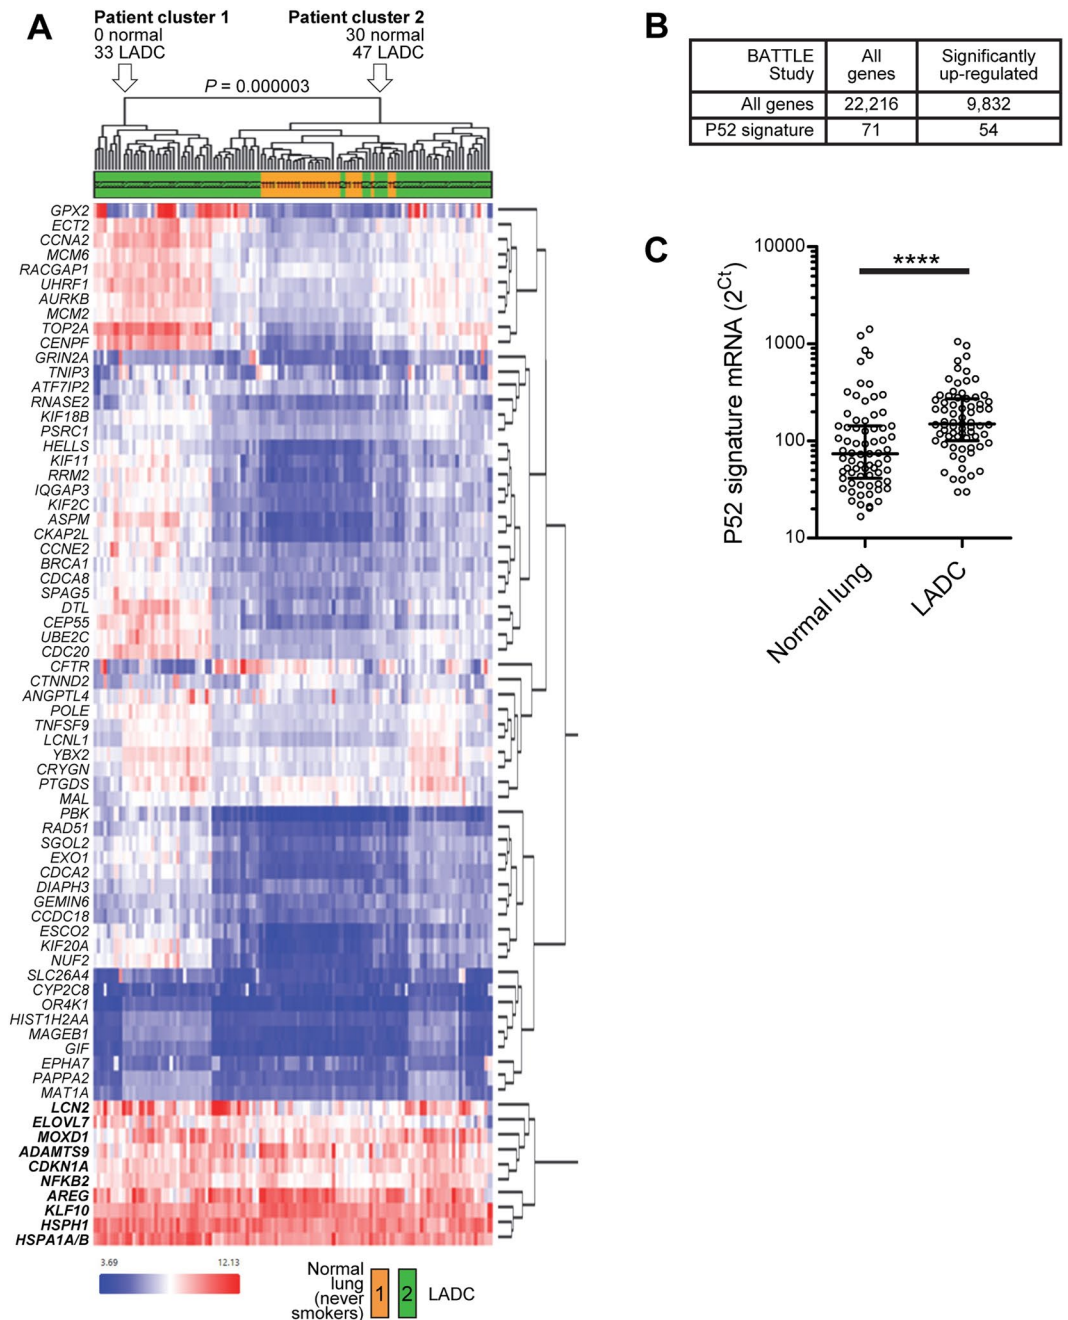 A
Patient cluster 1
0 normal
33 LADC
Patient cluster 2
30 normal
47 LADC
P = 0.000003
GPX2
ECT2
CCNA2
MCM6
RACGAP1
UHRF1
AURKB
MCM2
TOP2A
CENPF
GRIN2A
TNIP3
ATF7IP2
RNASE2
KIF18B
PSRC1
HELLS
KIF11
RRM2
IQGAP3
KIF2C
ASPM
CKAP2L
CCNE2
BRCA1
CDCA8
SPAG5
DTL
CEP55
UBE2C
CDC20
CFTR
CTNND2
ANGPTL4
POLE
TNFSF9
LCNL1
YBX2
CRYGN
PTGDS
MAL
PBK
RAD51
SGOL2
EXO1
CDCA2
DIAPH3
GEMIN6
CCDC18
ESCO2
KIF20A
NUF2
SLC26A4
CYP2C8
OR4K1
HIST1H2AA
MAGEB1
GIF
EPHA7
PAPPA2
MAT1A
LCN2
ELOVL7
MOXD1
ADAMTS9
CDKN1A
NFKB2
AREG
KLF10
HSPH1
HSPA1A/B
3.69 12.13
Normal
lung
(never
smokers)
1
2
LADC
B
BATTLE Study
All genes
Significantly up-regulated
All genes 22,216 9,832
P52 signature 71 54
C
P52 signature mRNA (2^Ct)
10000
1000
100
10
****
Normal lung
LADC